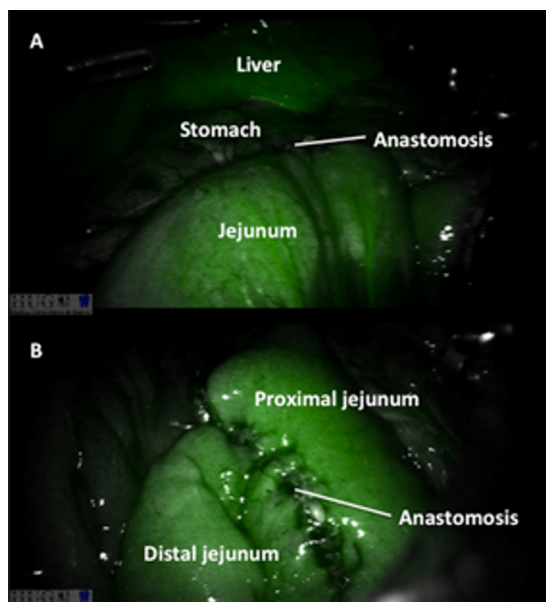 A
Liver
Stomach
Anastomosis
Jejunum
B
Proximal jejunum
Anastomosis
Distal jejunum